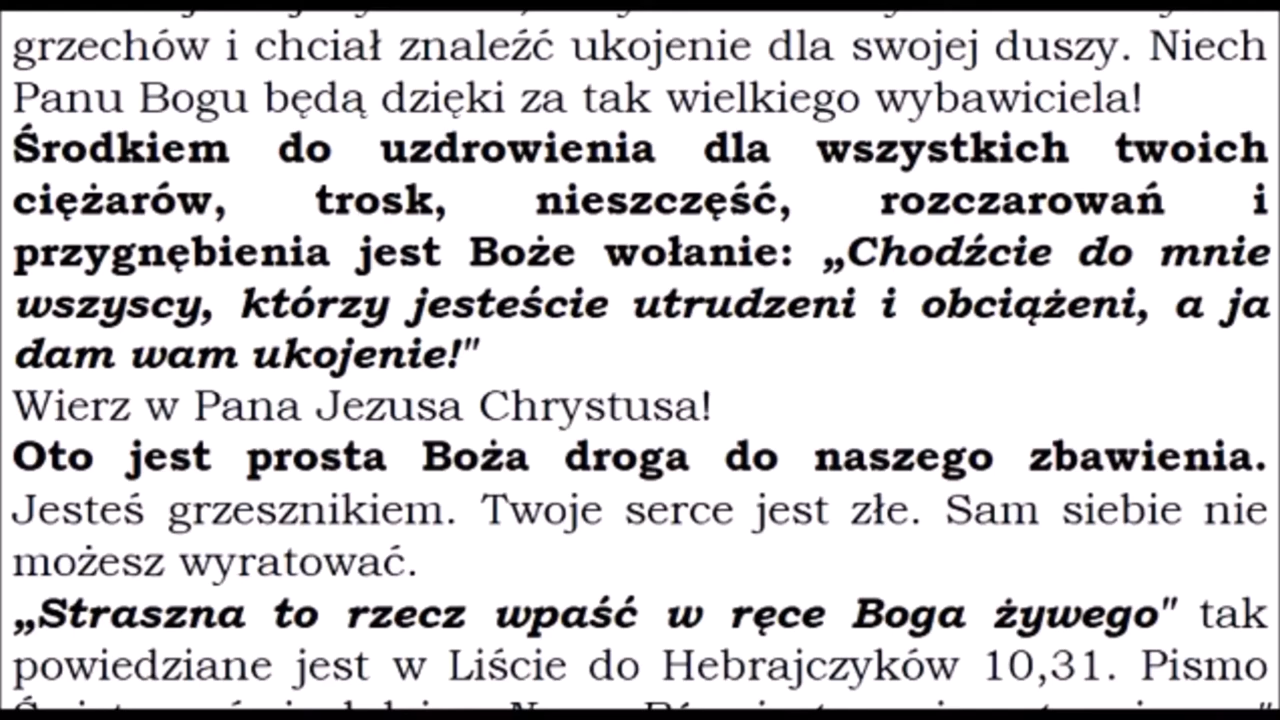 grzechów i chciał znaleźć ukojenie dla swojej duszy. Niech
Panu Bogu będą dzięki za tak wielkiego wybawiciela!
Środkiem do uzdrowienia dla wszystkich twoich
ciężarów, trosk, nieszczęść, rozczarowań i
przygnębienia jest Boże wołanie: „Chodźcie do mnie
wszyscy, którzy jesteście utrudzeni i obciążeni, a ja
dam wam ukojenie!"
Wierz w Pana Jezusa Chrystusa!
Oto jest prosta Boża droga do naszego zbawienia.
Jesteś grzesznikiem. Twoje serce jest złe. Sam siebie nie
możesz wyratować.
„Straszna to rzecz wpaść w ręce Boga żywego" tak
powiedziane jest w Liście do Hebrajczyków 10,31. Pismo